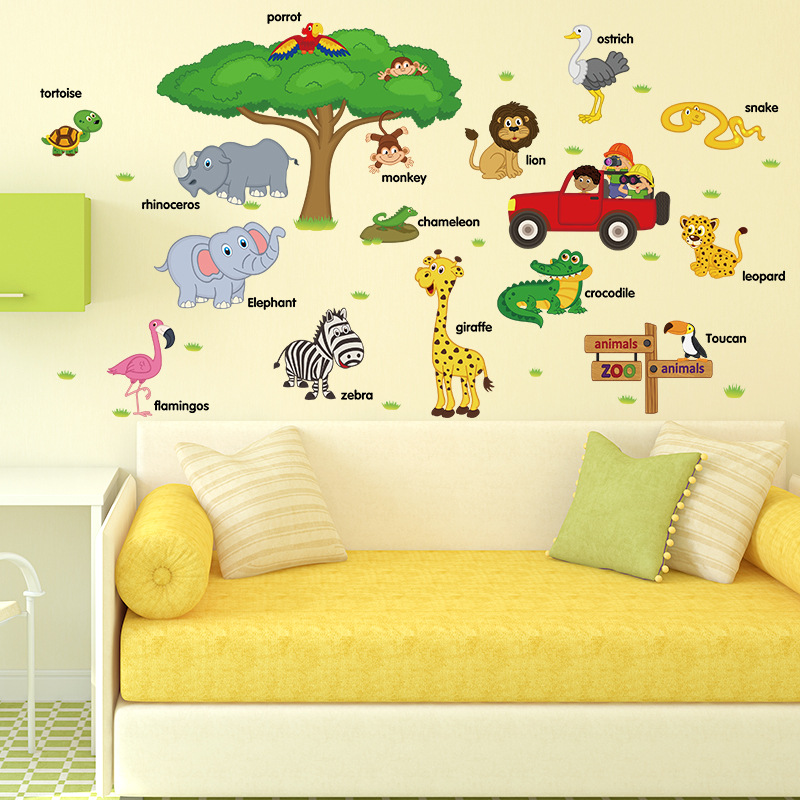 porrot
ostrich
tortoise
snake
lion
monkey
rhinoceros
chameleon
leopard
crocodile
Elephant
giraffe
animals
ZOO
animals
Toucan
zebra
flamingos